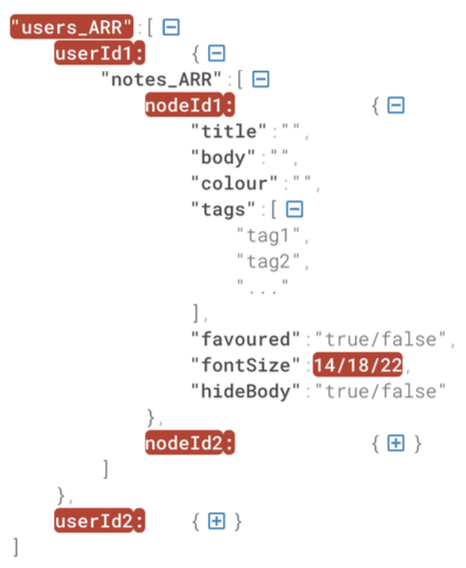 "users_ARR":[
userId1: {
"notes_ARR":[
nodeId1: {
"title":"",
"body":"",
"colour":"",
"tags":[
"tag1",
"tag2",
"..."
],
"favoured":"true/false",
"fontSize":14/18/22,
"hideBody":"true/false"
},
nodeId2: { }
]
},
userId2: { }
]